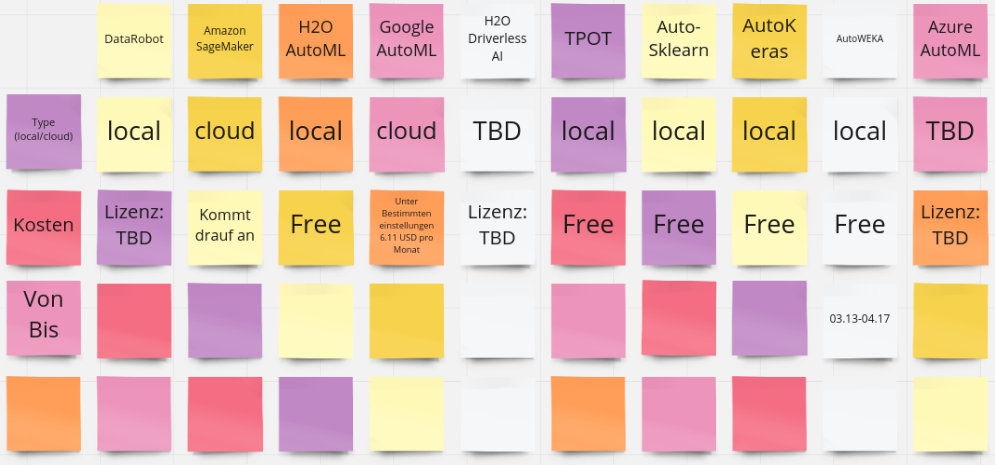 DataRobot
Amazon
SageMaker
H2O
AutoML
Google
AutoML
H2O
Driverless
AI
TPOT
Auto-
Sklearn
AutoK
eras
AutoWEKA
Azure
AutoML
Type
(local/cloud)
local
cloud
local
cloud
TBD
local
local
local
local
TBD
Kosten
Lizenz:
TBD
Kommt
drauf an
Free
Unter
Bestimmten
einstellungen
6.11 USD pro
Monat
Lizenz:
TBD
Free
Free
Free
Free
Lizenz:
TBD
Von
Bis
03.13-04.17